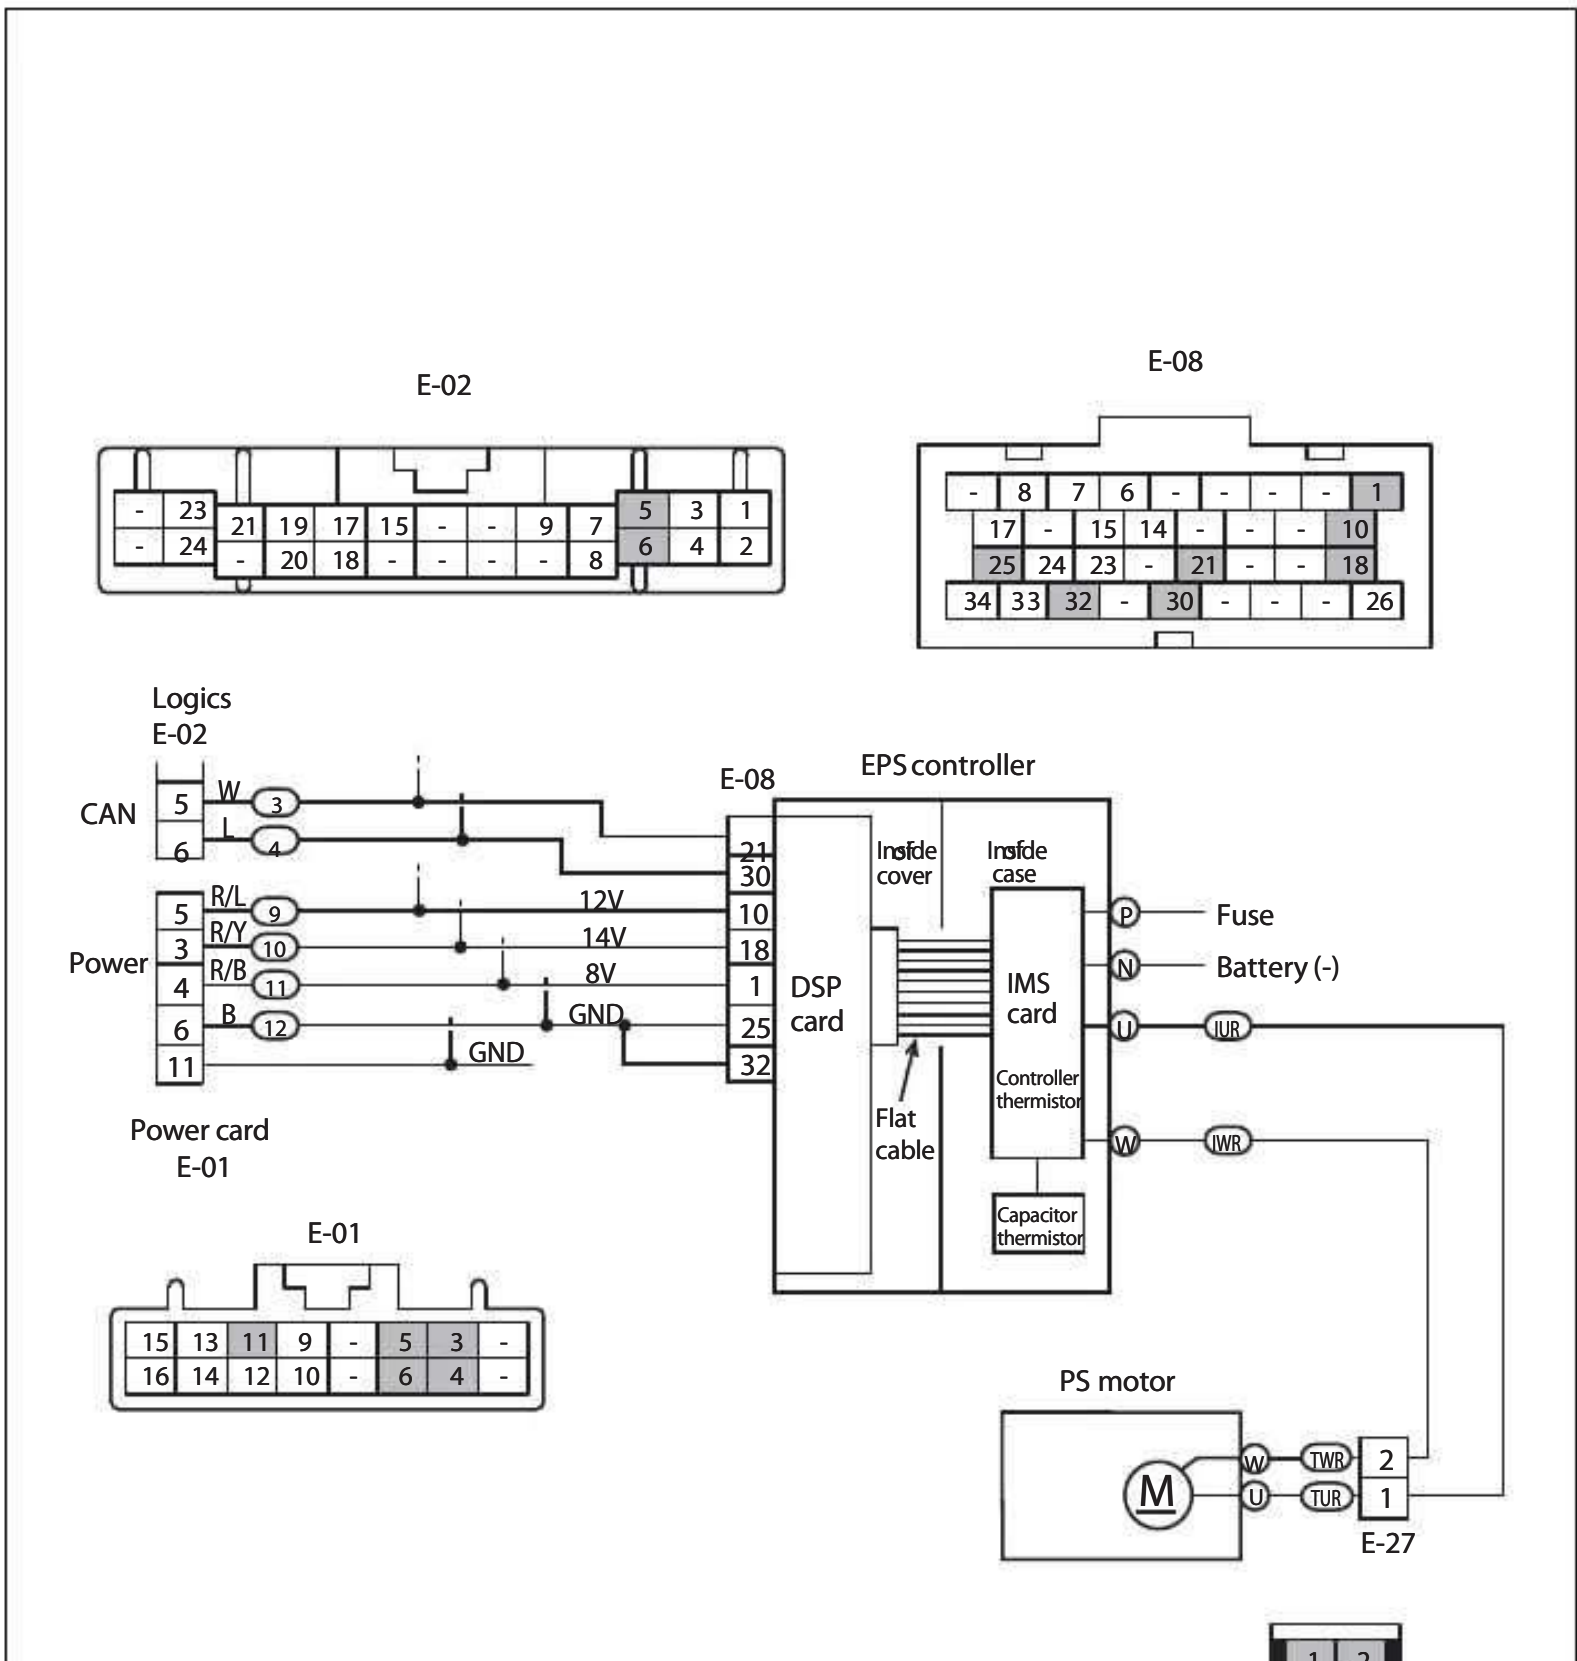 E-02
E-08
- 23 21 19 17 15 - - 9 7 5 3 1
- 24 - 20 18 - - - - 8 6 4 2
- 8 7 6 - - - - 1
17 - 15 14 - - - 10
25 24 23 - 21 - - 18
34 33 32 - 30 - - - 26
Logics
E-02
CAN
5 W 3
6 L 4
Power
5 R/L 9 12V
3 R/Y 10 14V
4 R/B 11 8V
6 B 12 GND
11 GND
Power card
E-01
E-08
21
30
10
18
1
25
32
EPS controller
DSP
card
Inside of
cover
Inside of
case
IMS
card
Controller
thermistor
Capacitor
thermistor
Flat
cable
P Fuse
N Battery (-)
U IUR
W IWR
E-01
15 13 11 9 - 5 3 -
16 14 12 10 - 6 4 -
PS motor
M
W TWR 2
U TUR 1
E-27
1 2